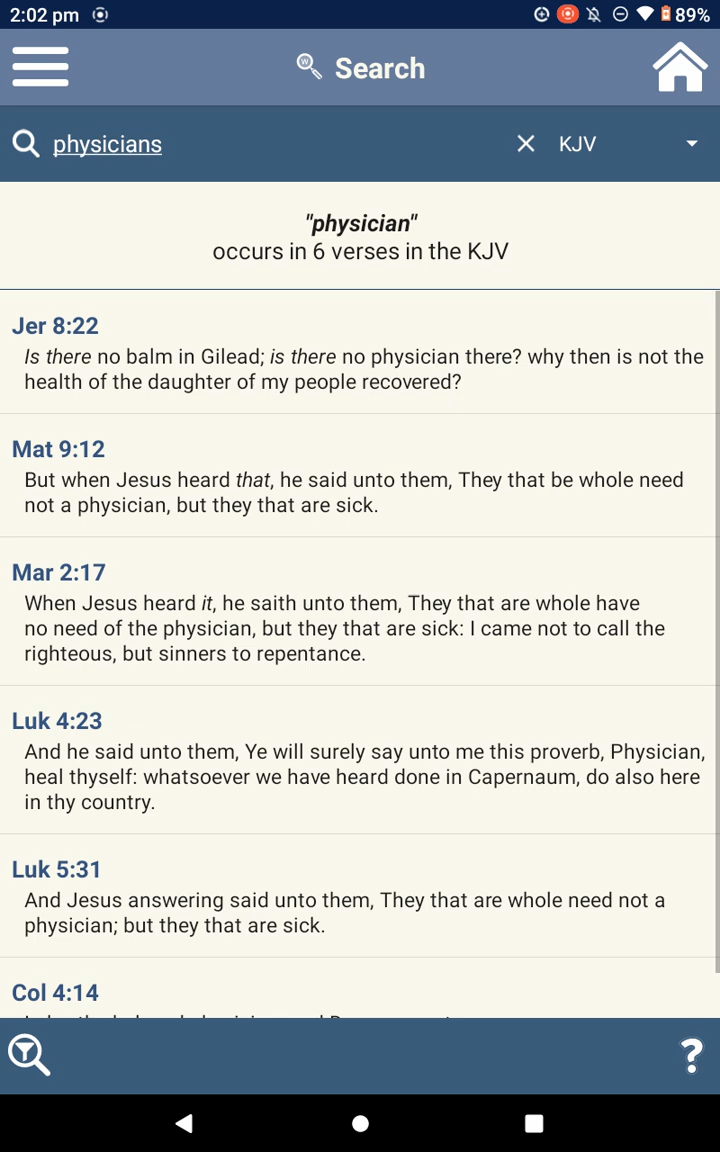 2:02 pm
89%
Search
physicians
KJV
"physician"
occurs in 6 verses in the KJV
Jer 8:22
Is there no balm in Gilead; is there no physician there? why then is not the
health of the daughter of my people recovered?
Mat 9:12
But when Jesus heard that, he said unto them, They that be whole need
not a physician, but they that are sick.
Mar 2:17
When Jesus heard it, he saith unto them, They that are whole have
no need of the physician, but they that are sick: I came not to call the
righteous, but sinners to repentance.
Luk 4:23
And he said unto them, Ye will surely say unto me this proverb, Physician,
heal thyself: whatsoever we have heard done in Capernaum, do also here
in thy country.
Luk 5:31
And Jesus answering said unto them, They that are whole need not a
physician; but they that are sick.
Col 4:14